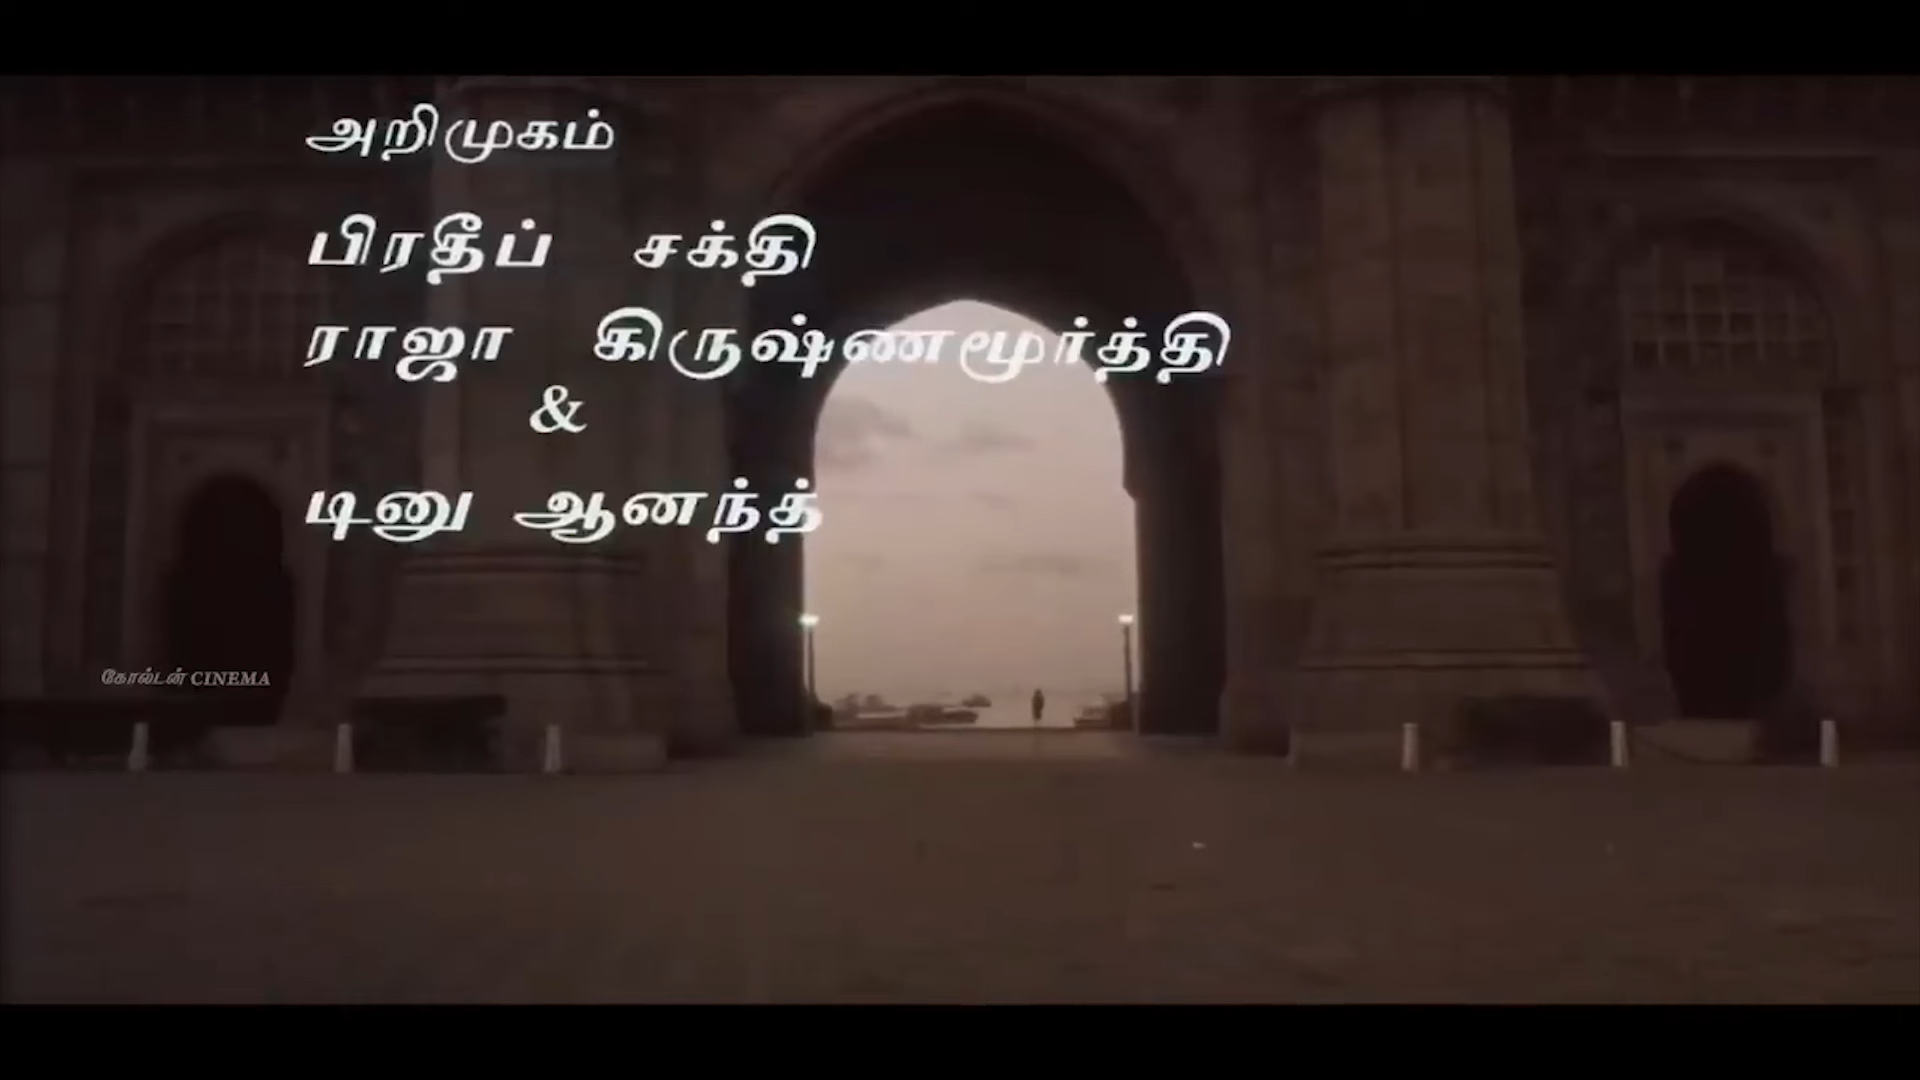 அறிமுகம்
பிரதீப் சக்தி
ராஜா கிருஷ்ணமூர்த்தி
&
டினு ஆனந்த்
கோல்டன் CINEMA